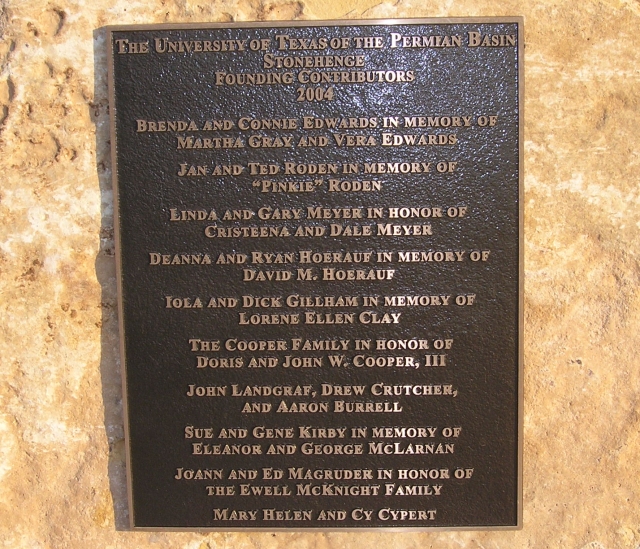 The University of Texas of the Permian Basin
Stonehenge
Founding Contributors
2004
Brenda and Connie Edwards in memory of
Martha Gray and Vera Edwards
Jan and Ted Roden in memory of
"Pinkie" Roden
Linda and Gary Meyer in honor of
Cristeena and Dale Meyer
Deanna and Ryan Hoerauf in memory of
David M. Hoerauf
Iola and Dick Gillham in memory of
Lorene Ellen Clay
The Cooper Family in honor of
Doris and John W. Cooper, III
John Landgraf, Drew Crutcher,
and Aaron Burrell
Sue and Gene Kirby in memory of
Eleanor and George McLarnan
JoAnn and Ed Magruder in honor of
the Ewell McKnight Family
Mary Helen and Cy Cypert